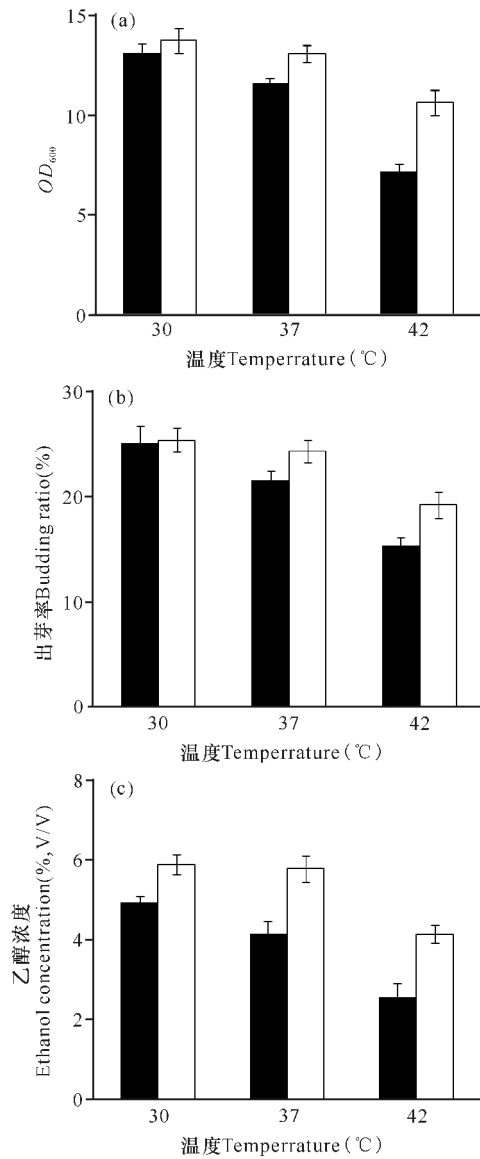 (a)
15
10
5
0
OD600
30 37 42
温度Temperrature(℃)
(b)
30
20
10
0
出芽率Budding ratio(%)
30 37 42
温度Temperrature(℃)
(c)
8
6
4
2
0
乙醇浓度
Ethanol concentration(%,V/V)
30 37 42
温度Temperrature(℃)